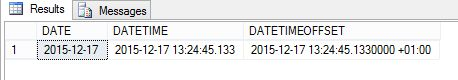 Results Messages
DATE DATETIME DATETIMEOFFSET
1 2015-12-17 2015-12-17 13:24:45.133 2015-12-17 13:24:45.1330000 +01:00